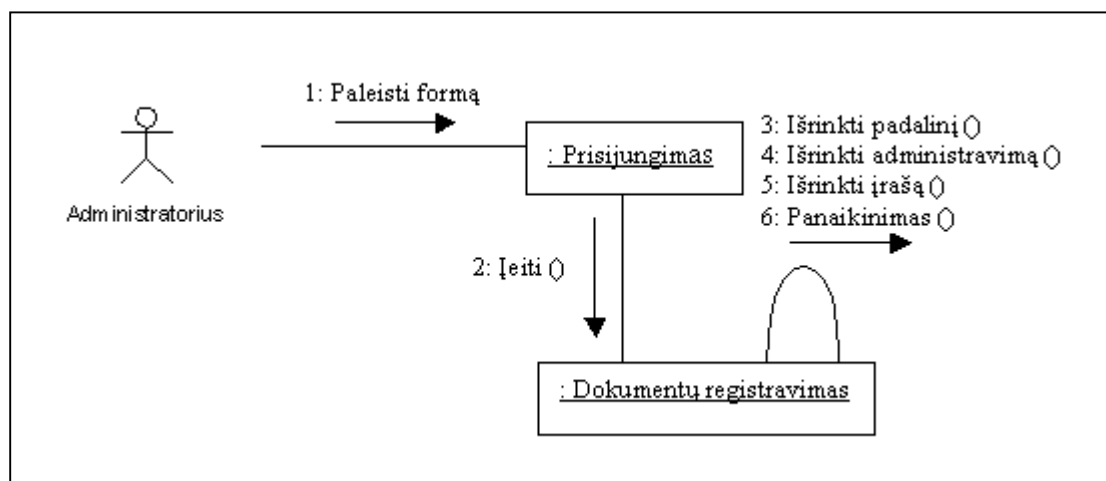 1: Paleisti formą
Administratorius
: Prisijungimas
3: Išrinkti padalinį ()
4: Išrinkti administravimą ()
5: Išrinkti įrašą ()
6: Panaikinimas ()
2: Įeiti ()
: Dokumentų registravimas